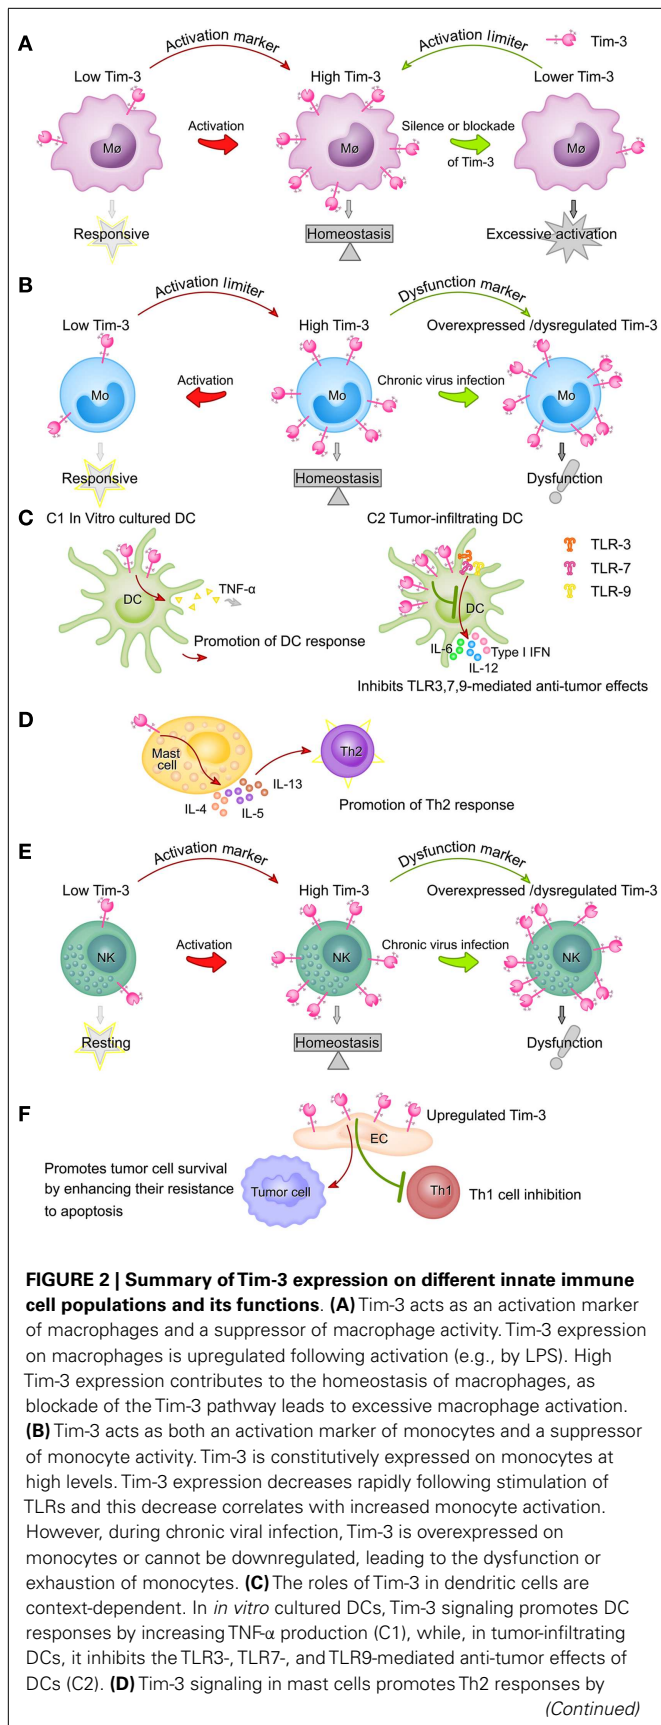 A
Activation marker
Activation limiter
Tim-3
Low Tim-3
High Tim-3
Lower Tim-3
Mø
Activation
Mø
Silence or blockade
of Tim-3
Mø
Responsive
Homeostasis
Excessive activation
B
Activation limiter
Dysfunction marker
Low Tim-3
High Tim-3
Overexpressed /dysregulated Tim-3
Mo
Activation
Mo
Chronic virus infection
Mo
Responsive
Homeostasis
Dysfunction
C
C1 In Vitro cultured DC
C2 Tumor-infiltrating DC
TLR-3
TLR-7
TLR-9
DC
TNF-α
DC
Promotion of DC response
IL-6
Type I IFN
IL-12
Inhibits TLR3,7,9-mediated anti-tumor effects
D
Mast
cell
Th2
IL-13
IL-4
IL-5
Promotion of Th2 response
E
Activation marker
Dysfunction marker
Low Tim-3
High Tim-3
Overexpressed /dysregulated Tim-3
NK
Activation
NK
Chronic virus infection
NK
Resting
Homeostasis
Dysfunction
F
Upregulated Tim-3
EC
Promotes tumor cell survival
by enhancing their resistance
to apoptosis
Tumor cell
Th1
Th1 cell inhibition
FIGURE 2 | Summary of Tim-3 expression on different innate immune
cell populations and its functions. (A) Tim-3 acts as an activation marker
of macrophages and a suppressor of macrophage activity. Tim-3 expression
on macrophages is upregulated following activation (e.g., by LPS). High
Tim-3 expression contributes to the homeostasis of macrophages, as
blockade of the Tim-3 pathway leads to excessive macrophage activation.
(B) Tim-3 acts as both an activation marker of monocytes and a suppressor
of monocyte activity. Tim-3 is constitutively expressed on monocytes at
high levels. Tim-3 expression decreases rapidly following stimulation of
TLRs and this decrease correlates with increased monocyte activation.
However, during chronic viral infection, Tim-3 is overexpressed on
monocytes or cannot be downregulated, leading to the dysfunction or
exhaustion of monocytes. (C) The roles of Tim-3 in dendritic cells are
context-dependent. In in vitro cultured DCs, Tim-3 signaling promotes DC
responses by increasing TNF-α production (C1), while, in tumor-infiltrating
DCs, it inhibits the TLR3-, TLR7-, and TLR9-mediated anti-tumor effects of
DCs (C2). (D) Tim-3 signaling in mast cells promotes Th2 responses by
(Continued)